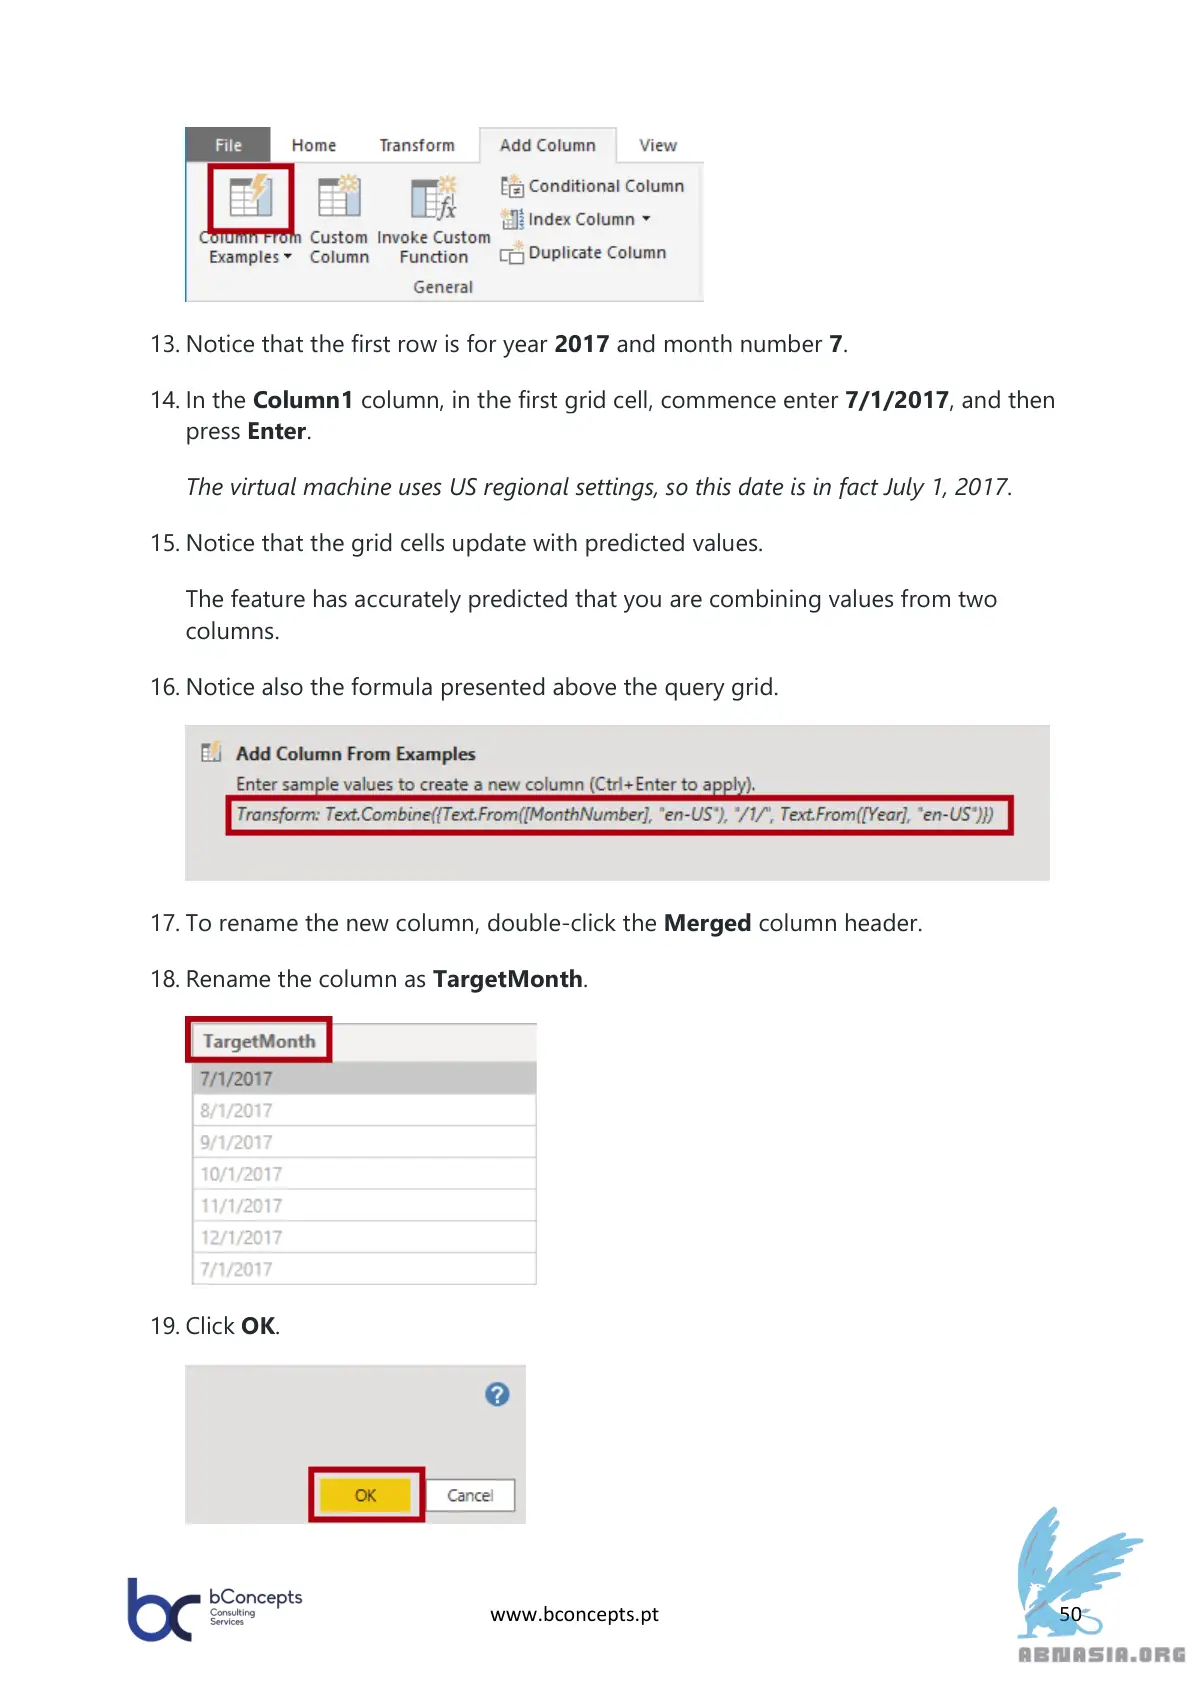 File Home Transform Add Column View
Column From Examples
Custom Column
Invoke Custom Function
Conditional Column
Index Column
Duplicate Column
General
13. Notice that the first row is for year 2017 and month number 7.
14. In the Column1 column, in the first grid cell, commence enter 7/1/2017, and then
press Enter.
The virtual machine uses US regional settings, so this date is in fact July 1, 2017.
15. Notice that the grid cells update with predicted values.
The feature has accurately predicted that you are combining values from two
columns.
16. Notice also the formula presented above the query grid.
Add Column From Examples
Enter sample values to create a new column (Ctrl+Enter to apply).
Transform: Text.Combine({Text.From([MonthNumber], "en-US"), "/1/", Text.From([Year], "en-US")})
17. To rename the new column, double-click the Merged column header.
18. Rename the column as TargetMonth.
TargetMonth
7/1/2017
8/1/2017
9/1/2017
10/1/2017
11/1/2017
12/1/2017
7/1/2017
19. Click OK.
?
OK Cancel
bc bConcepts
Consulting
Services
www.bconcepts.pt
50
ABNASIA.ORG